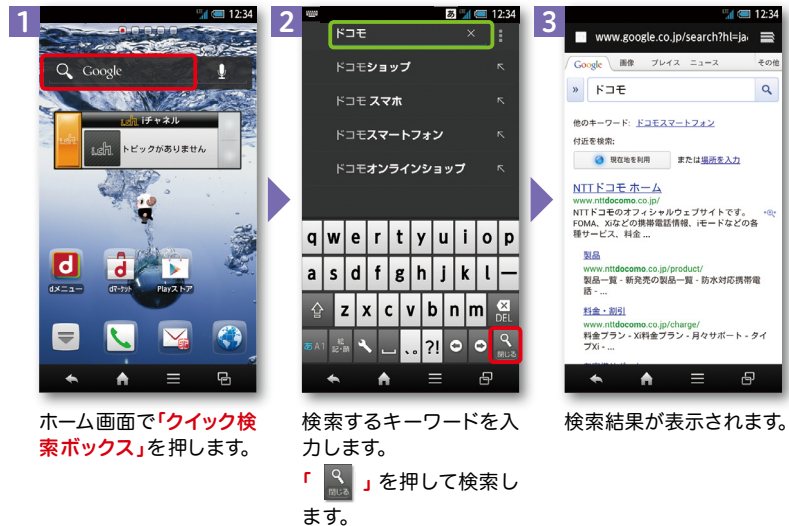 1
12:34
Google
i.ch. iチャネル
i.ch.
トピックがありません
dメニュー
dマーケット
Playストア
ホーム画面で「クイック検
索ボックス」を押します。
2
あ 12:34
ドコモ ×
ドコモショップ
ドコモ スマホ
ドコモスマートフォン
ドコモオンラインショップ
q w e r t y u i o p
a s d f g h j k l ー
z x c v b n m DEL
あA1 絵記・顔 、。 ?! 閉じる
検索するキーワードを入
力します。
「 閉じる 」を押して検索し
ます。
3
12:34
www.google.co.jp/search?hl=ja
Google 画像 プレイス ニュース その他
» ドコモ
他のキーワード: ドコモスマートフォン
付近を検索:
現在地を利用 または場所を入力
NTTドコモ ホーム
www.nttdocomo.co.jp/
NTTドコモのオフィシャルウェブサイトです。
FOMA、Xiなどの携帯電話情報、iモードなどの各
種サービス、料金 ...
製品
www.nttdocomo.co.jp/product/
製品一覧 - 新発売の製品一覧 - 防水対応携帯電
話 - ...
料金・割引
www.nttdocomo.co.jp/charge/
料金プラン - Xi料金プラン - 月々サポート - タイ
プXi - ...
検索結果が表示されます。